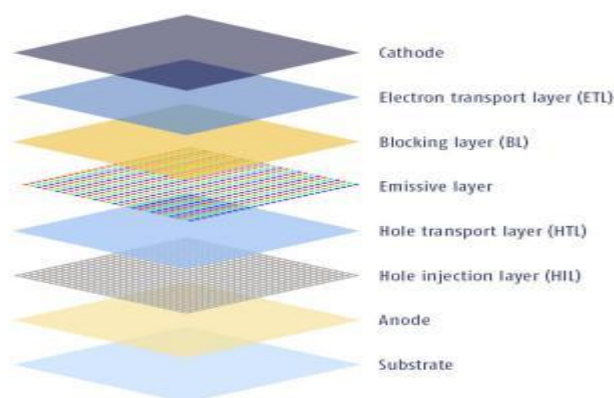 Cathode
Electron transport layer (ETL)
Blocking layer (BL)
Emissive layer
Hole transport layer (HTL)
Hole injection layer (HIL)
Anode
Substrate